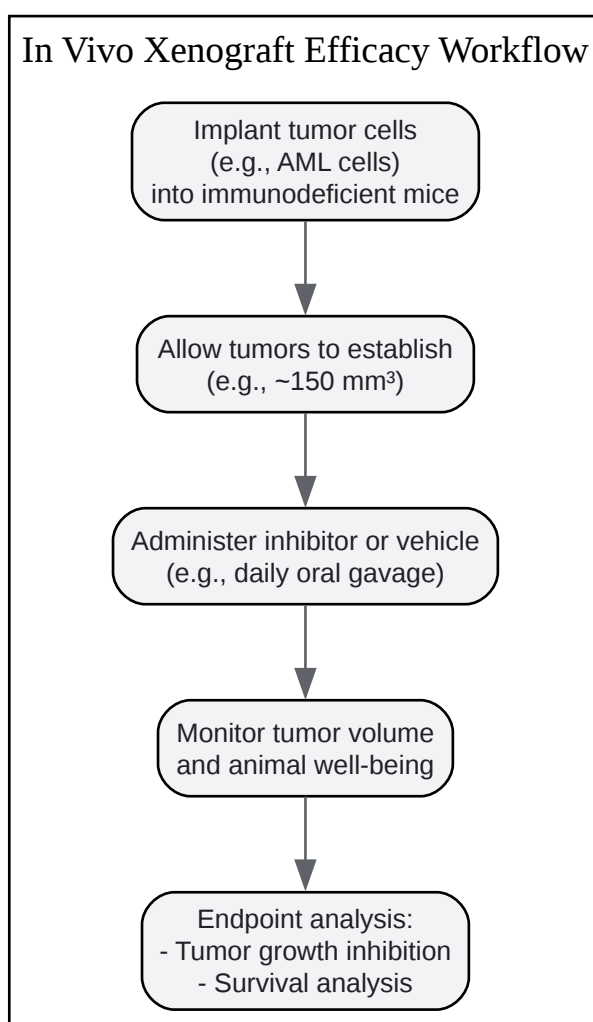 In Vivo Xenograft Efficacy Workflow
Implant tumor cells
(e.g., AML cells)
into immunodeficient mice
Allow tumors to establish
(e.g., ~150 mm³)
Administer inhibitor or vehicle
(e.g., daily oral gavage)
Monitor tumor volume
and animal well-being
Endpoint analysis:
- Tumor growth inhibition
- Survival analysis